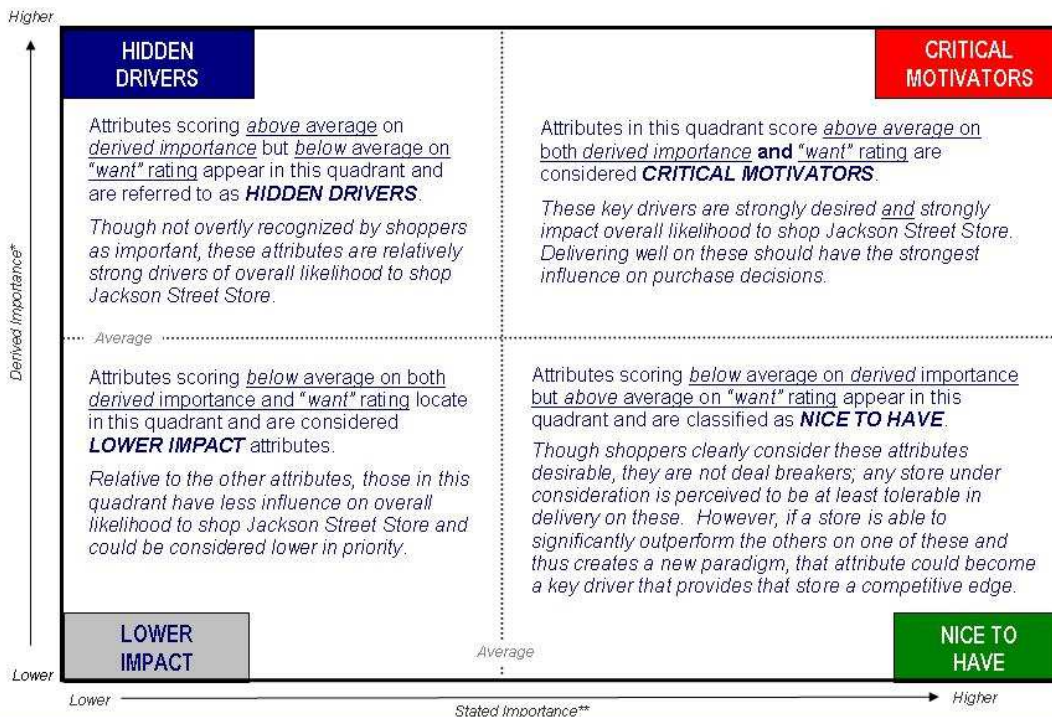 Higher
HIDDEN
DRIVERS
Attributes scoring above average on
derived importance but below average on
"want" rating appear in this quadrant and
are referred to as HIDDEN DRIVERS.
Though not overtly recognized by shoppers
as important, these attributes are relatively
strong drivers of overall likelihood to shop
Jackson Street Store.
CRITICAL
MOTIVATORS
Attributes in this quadrant score above average on
both derived importance and "want" rating are
considered CRITICAL MOTIVATORS.
These key drivers are strongly desired and strongly
impact overall likelihood to shop Jackson Street Store.
Delivering well on these should have the strongest
influence on purchase decisions.
Derived Importance*
Average
Attributes scoring below average on both
derived importance and "want" rating locate
in this quadrant and are considered
LOWER IMPACT attributes.
Relative to the other attributes, those in this
quadrant have less influence on overall
likelihood to shop Jackson Street Store and
could be considered lower in priority.
LOWER
IMPACT
Attributes scoring below average on derived importance
but above average on "want" rating appear in this
quadrant and are classified as NICE TO HAVE.
Though shoppers clearly consider these attributes
desirable, they are not deal breakers; any store under
consideration is perceived to be at least tolerable in
delivery on these. However, if a store is able to
significantly outperform the others on one of these and
thus creates a new paradigm, that attribute could become
a key driver that provides that store a competitive edge.
Average
NICE TO
HAVE
Lower
Lower
Stated Importance**
Higher